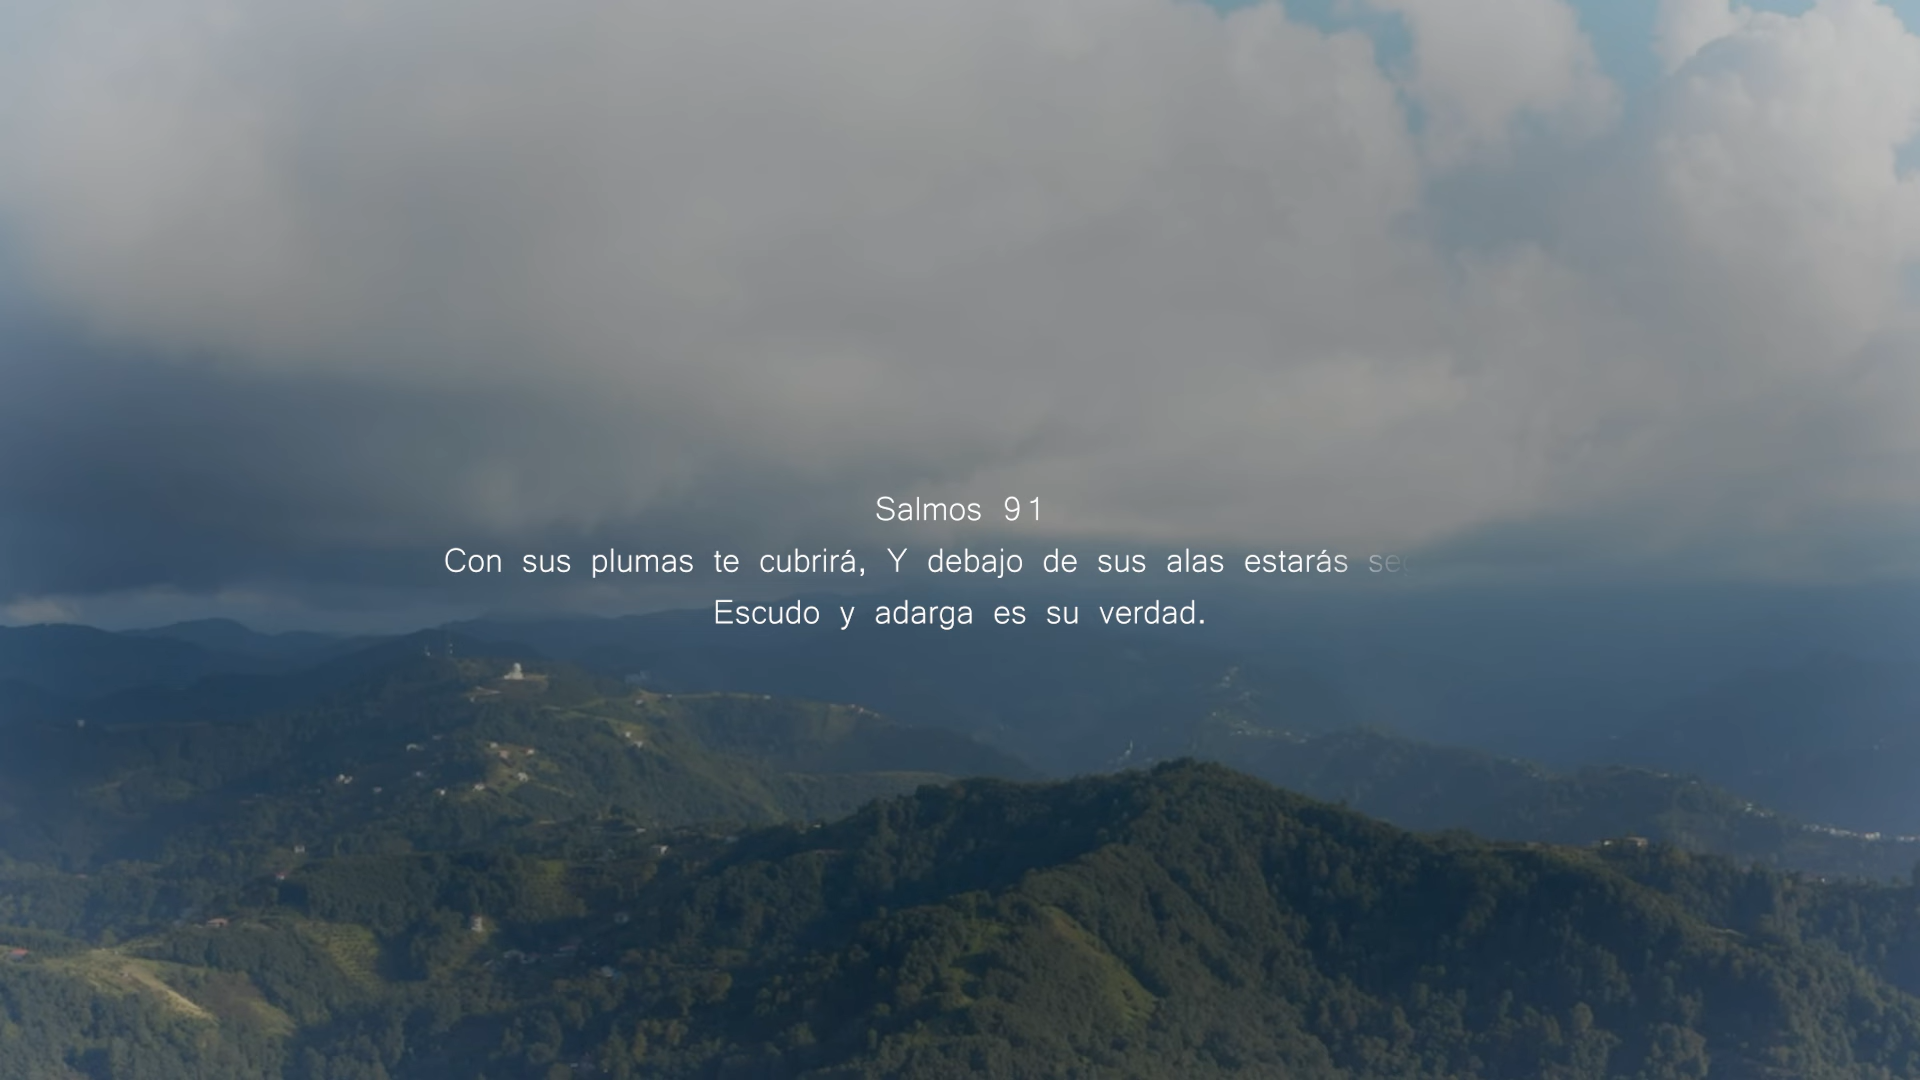 Salmos 91
Con sus plumas te cubrirá, Y debajo de sus alas estarás
Escudo y adarga es su verdad.